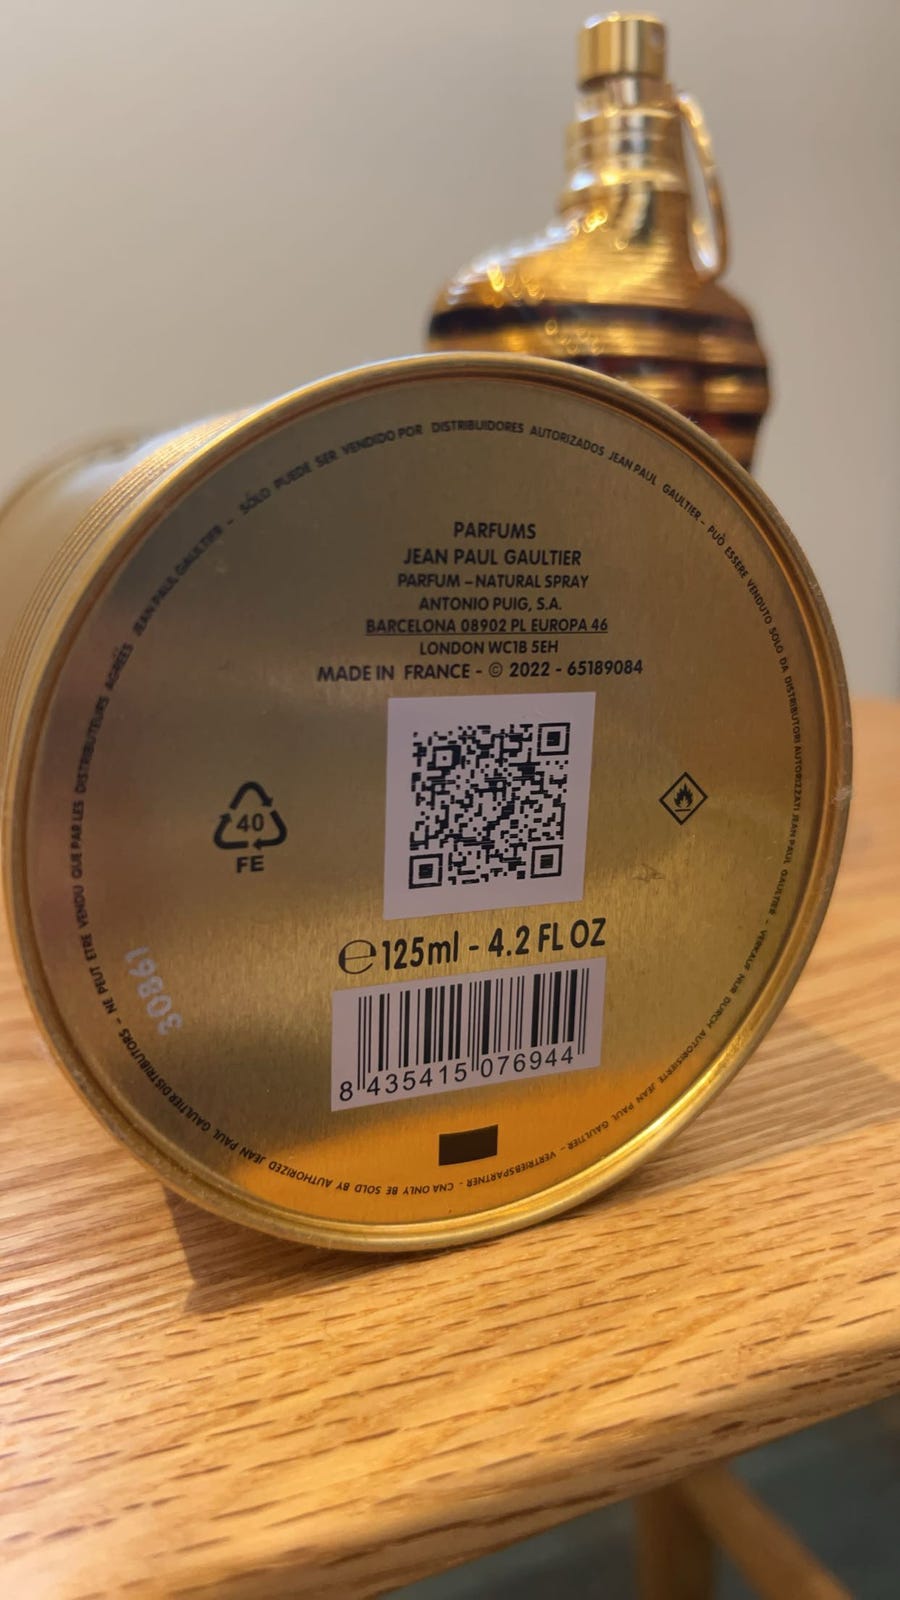 PARFUMS
JEAN PAUL GAULTIER
PARFUM – NATURAL SPRAY
ANTONIO PUIG, S.A.
BARCELONA 08902 PL EUROPA 46
LONDON WC1B 5EH
MADE IN FRANCE - © 2022 - 65189084
40
FE
℮ 125ml - 4.2 FL OZ
8 435415 076944
30861
NE PEUT ETRE VENDU QUE PAR LES DISTRIBUTEURS AGRÉÉS JEAN PAUL GAULTIER - SÓLO PUEDE SER VENDIDO POR DISTRIBUIDORES AUTORIZADOS JEAN PAUL GAULTIER - PUÒ ESSERE VENDUTO SOLO DA DISTRIBUTORI AUTORIZZATI JEAN PAUL GAULTIER - VERKAUF NUR DURCH AUTORISIERTE JEAN PAUL GAULTIER - VERTRIEBSPARTNER - CNA ONLY BE SOLD BY AUTHORIZED JEAN PAUL GAULTIER DISTRIBUTORS -